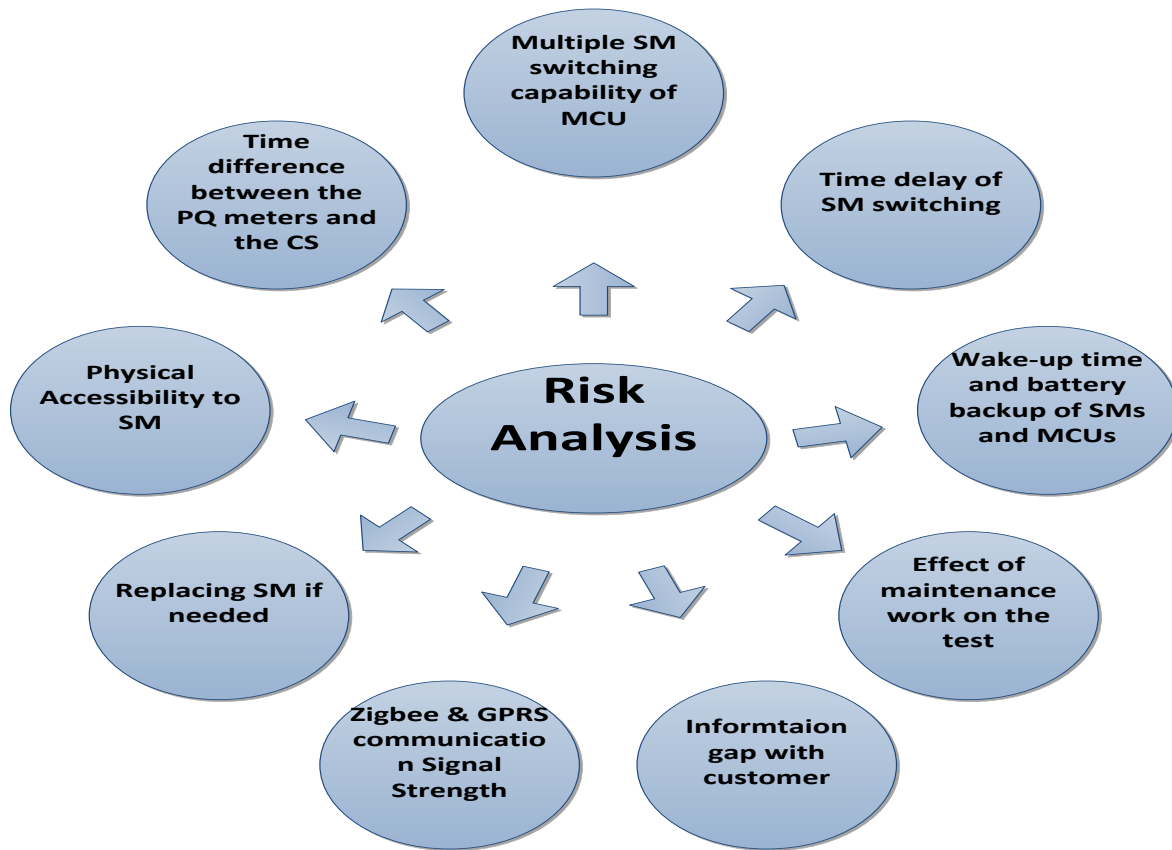 Multiple SM
switching
capability of
MCU
Time
difference
between the
PQ meters and
the CS
Time delay of
SM switching
Physical
Accessibility to
SM
Risk
Analysis
Wake-up time
and battery
backup of SMs
and MCUs
Replacing SM if
needed
Effect of
maintenance
work on the
test
Zigbee & GPRS
communicatio
n Signal
Strength
Informtaion
gap with
customer